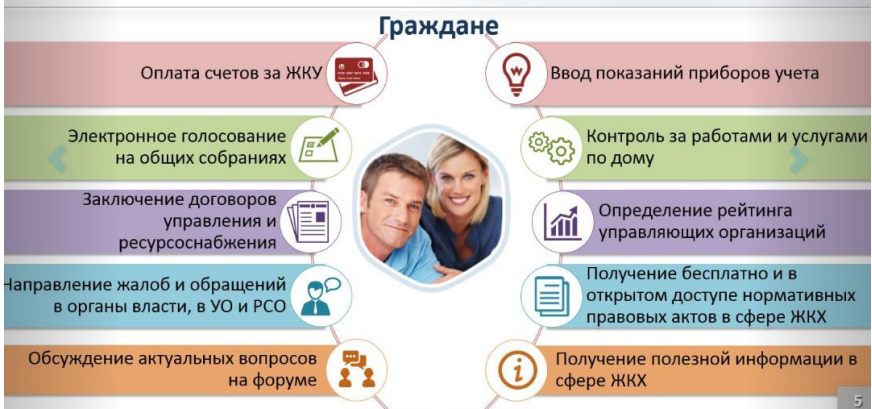 Граждане
Оплата счетов за ЖКУ
Ввод показаний приборов учета
Электронное голосование
на общих собраниях
Контроль за работами и услугами
по дому
Заключение договоров
управления и
ресурсоснабжения
Определение рейтинга
управляющих организаций
Направление жалоб и обращений
в органы власти, в УО и РСО
Получение бесплатно и в
открытом доступе нормативных
правовых актов в сфере ЖКХ
Обсуждение актуальных вопросов
на форуме
Получение полезной информации в
сфере ЖКХ
5